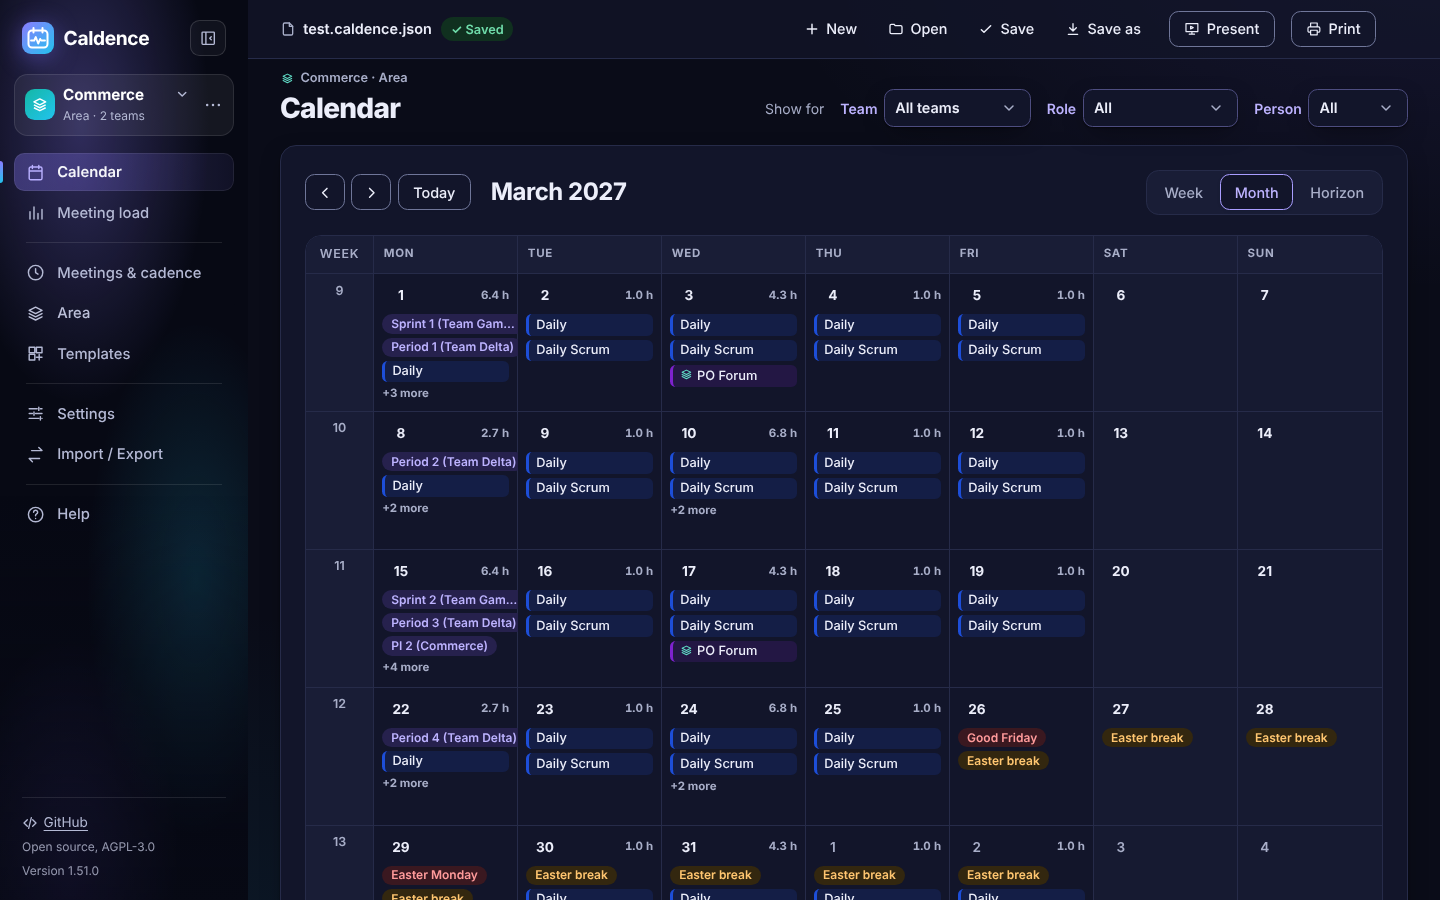 Caldence
test.caldence.json
Saved
New
Open
Save
Save as
Present
Print
Commerce
Area · 2 teams
Calendar
Meeting load
Meetings & cadence
Area
Templates
Settings
Import / Export
Help
GitHub
Open source, AGPL-3.0
Version 1.51.0
Commerce · Area
Calendar
Show for Team All teams Role All Person All
Today March 2027 Week Month Horizon
WEEK MON TUE WED THU FRI SAT SUN
9 1 6.4 h 2 1.0 h 3 4.3 h 4 1.0 h 5 1.0 h 6 7
Sprint 1 (Team Gam... Daily Daily Daily Daily
Period 1 (Team Delta) Daily Scrum Daily Scrum Daily Scrum Daily Scrum
Daily PO Forum
+3 more
10 8 2.7 h 9 1.0 h 10 6.8 h 11 1.0 h 12 1.0 h 13 14
Period 2 (Team Delta) Daily Daily Daily Daily
Daily Daily Scrum Daily Scrum Daily Scrum Daily Scrum
+2 more +2 more
11 15 6.4 h 16 1.0 h 17 4.3 h 18 1.0 h 19 1.0 h 20 21
Sprint 2 (Team Gam... Daily Daily Daily Daily
Period 3 (Team Delta) Daily Scrum Daily Scrum Daily Scrum Daily Scrum
PI 2 (Commerce) PO Forum
+4 more
12 22 2.7 h 23 1.0 h 24 6.8 h 25 1.0 h 26 27 28
Period 4 (Team Delta) Daily Daily Daily Good Friday Easter break Easter break
Daily Daily Scrum Daily Scrum Daily Scrum Easter break
+2 more +2 more
13 29 30 1.0 h 31 4.3 h 1 1.0 h 2 1.0 h 3 4
Easter Monday Easter break Easter break Easter break Easter break
Easter break Daily Daily Daily Daily